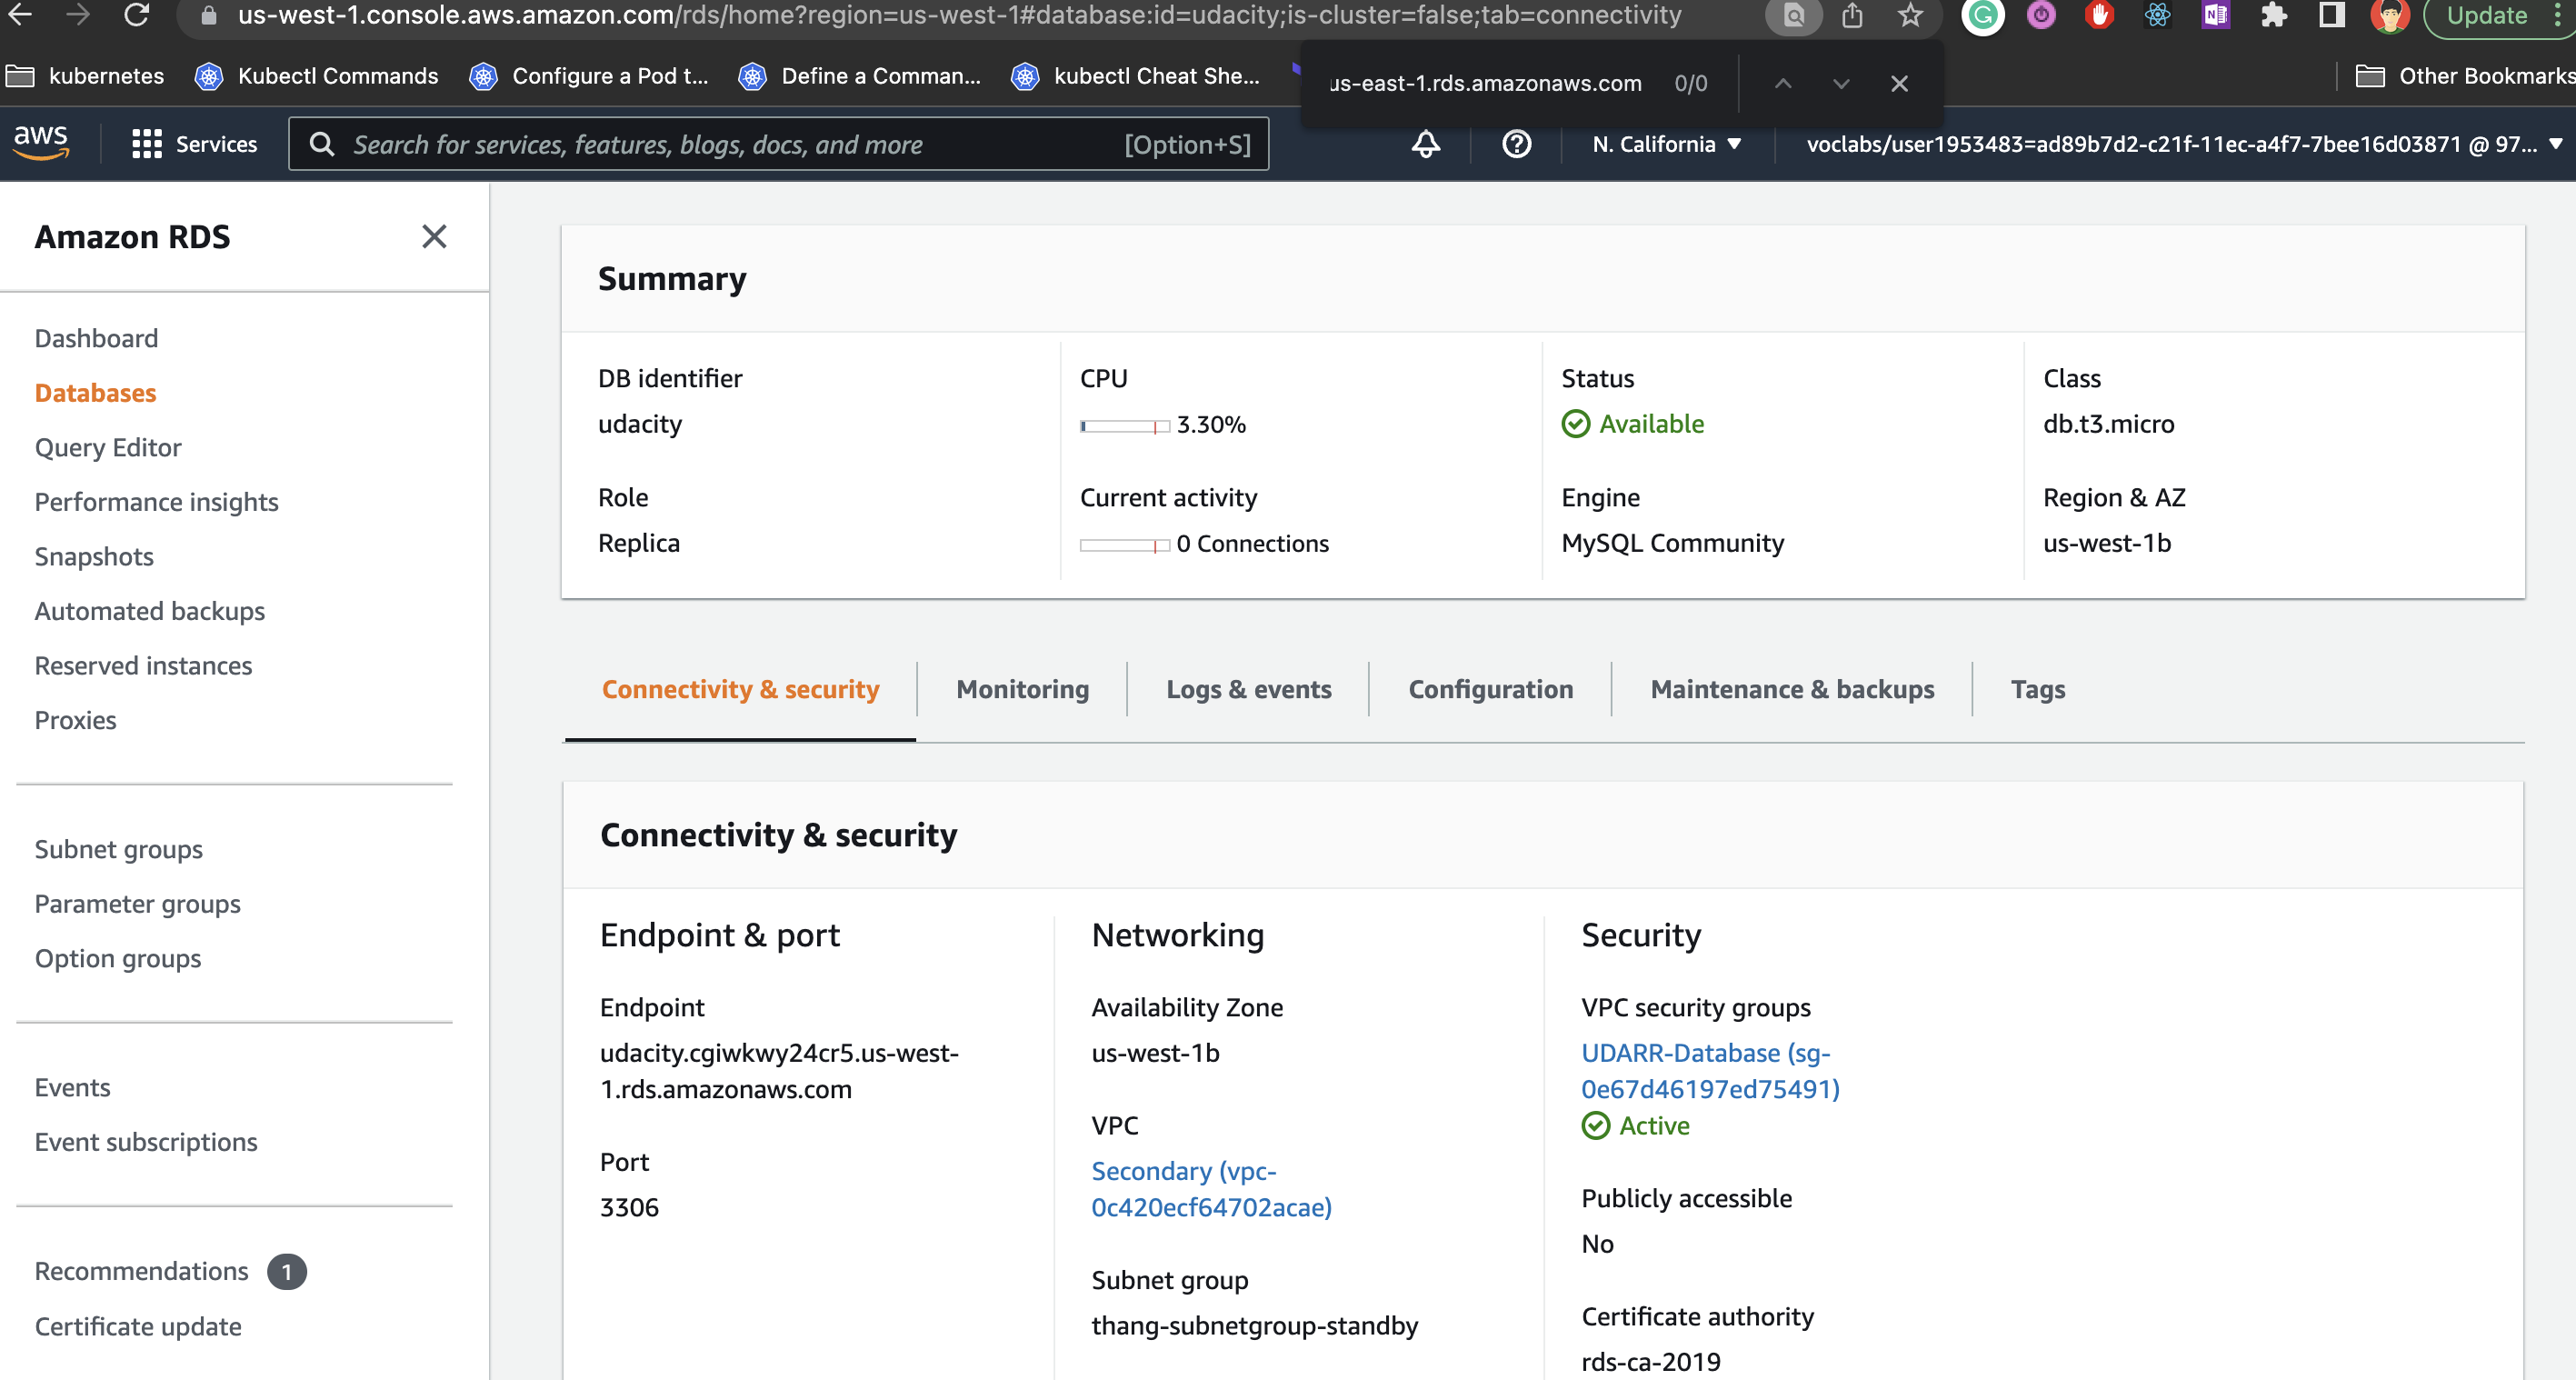 us-west-1.console.aws.amazon.com/rds/home?region=us-west-1#database:id=udacity;is-cluster=false;tab=connectivity
Update
kubernetes
Kubectl Commands
Configure a Pod t...
Define a Comman...
kubectl Cheat She...
us-east-1.rds.amazonaws.com 0/0
Other Bookmarks
aws
Services
Search for services, features, blogs, docs, and more [Option+S]
N. California
voclabs/user1953483=ad89b7d2-c21f-11ec-a4f7-7bee16d03871 @ 97...
Amazon RDS
Dashboard
Databases
Query Editor
Performance insights
Snapshots
Automated backups
Reserved instances
Proxies
Subnet groups
Parameter groups
Option groups
Events
Event subscriptions
Recommendations 1
Certificate update
Summary
DB identifier
udacity
CPU
3.30%
Status
Available
Class
db.t3.micro
Role
Replica
Current activity
0 Connections
Engine
MySQL Community
Region & AZ
us-west-1b
Connectivity & security
Monitoring
Logs & events
Configuration
Maintenance & backups
Tags
Connectivity & security
Endpoint & port
Endpoint
udacity.cgiwkwy24cr5.us-west-
1.rds.amazonaws.com
Port
3306
Networking
Availability Zone
us-west-1b
VPC
Secondary (vpc-
0c420ecf64702acae)
Subnet group
thang-subnetgroup-standby
Security
VPC security groups
UDARR-Database (sg-
0e67d46197ed75491)
Active
Publicly accessible
No
Certificate authority
rds-ca-2019